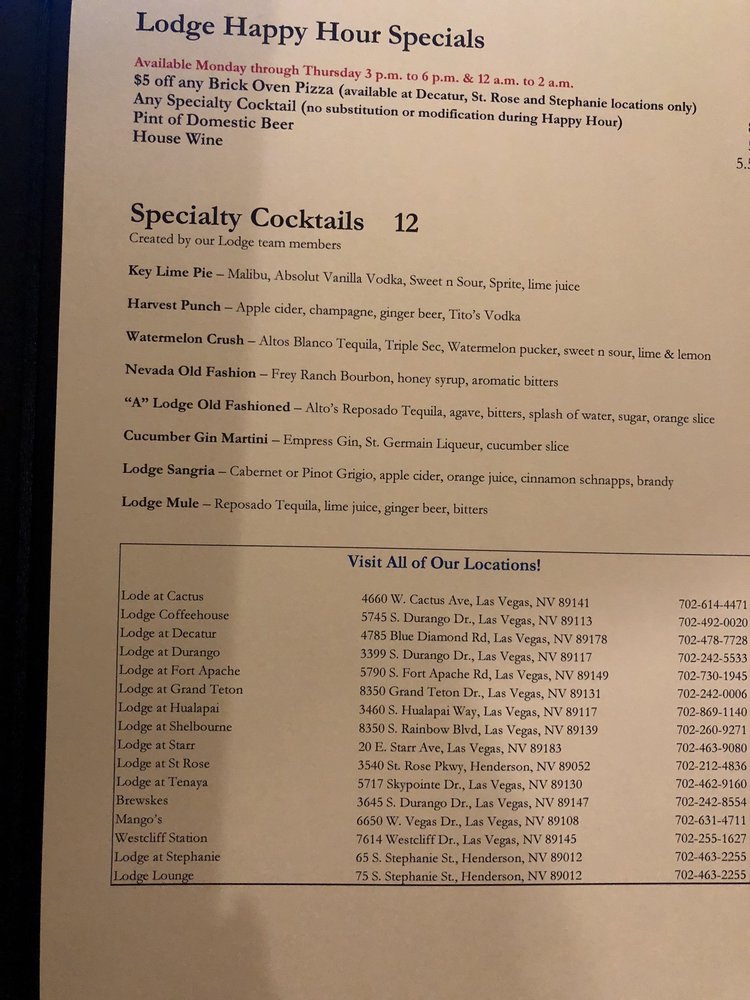 Lodge Happy Hour Specials
Available Monday through Thursday 3 p.m. to 6 p.m. & 12 a.m. to 2 a.m.
$5 off any Brick Oven Pizza (available at Decatur, St. Rose and Stephanie locations only)
Any Specialty Cocktail (no substitution or modification during Happy Hour)
Pint of Domestic Beer
House Wine
Specialty Cocktails 12
Created by our Lodge team members
Key Lime Pie – Malibu, Absolut Vanilla Vodka, Sweet n Sour, Sprite, lime juice
Harvest Punch – Apple cider, champagne, ginger beer, Tito's Vodka
Watermelon Crush – Altos Blanco Tequila, Triple Sec, Watermelon pucker, sweet n sour, lime & lemon
Nevada Old Fashion – Frey Ranch Bourbon, honey syrup, aromatic bitters
“A” Lodge Old Fashioned – Alto's Reposado Tequila, agave, bitters, splash of water, sugar, orange slice
Cucumber Gin Martini – Empress Gin, St. Germain Liqueur, cucumber slice
Lodge Sangria – Cabernet or Pinot Grigio, apple cider, orange juice, cinnamon schnapps, brandy
Lodge Mule – Reposado Tequila, lime juice, ginger beer, bitters
Visit All of Our Locations!
Lode at Cactus 4660 W. Cactus Ave, Las Vegas, NV 89141 702-614-4471
Lodge Coffeehouse 5745 S. Durango Dr., Las Vegas, NV 89113 702-492-0020
Lodge at Decatur 4785 Blue Diamond Rd, Las Vegas, NV 89178 702-478-7728
Lodge at Durango 3399 S. Durango Dr., Las Vegas, NV 89117 702-242-5533
Lodge at Fort Apache 5790 S. Fort Apache Rd, Las Vegas, NV 89149 702-730-1945
Lodge at Grand Teton 8350 Grand Teton Dr., Las Vegas, NV 89131 702-242-0006
Lodge at Hualapai 3460 S. Hualapai Way, Las Vegas, NV 89117 702-869-1140
Lodge at Shelbourne 8350 S. Rainbow Blvd, Las Vegas, NV 89139 702-260-9271
Lodge at Starr 20 E. Starr Ave, Las Vegas, NV 89183 702-463-9080
Lodge at St Rose 3540 St. Rose Pkwy, Henderson, NV 89052 702-212-4836
Lodge at Tenaya 5717 Skypointe Dr., Las Vegas, NV 89130 702-462-9160
Brewskes 3645 S. Durango Dr., Las Vegas, NV 89147 702-242-8554
Mango's 6650 W. Vegas Dr., Las Vegas, NV 89108 702-631-4711
Westcliff Station 7614 Westcliff Dr., Las Vegas, NV 89145 702-255-1627
Lodge at Stephanie 65 S. Stephanie St., Henderson, NV 89012 702-463-2255
Lodge Lounge 75 S. Stephanie St., Henderson, NV 89012 702-463-2255